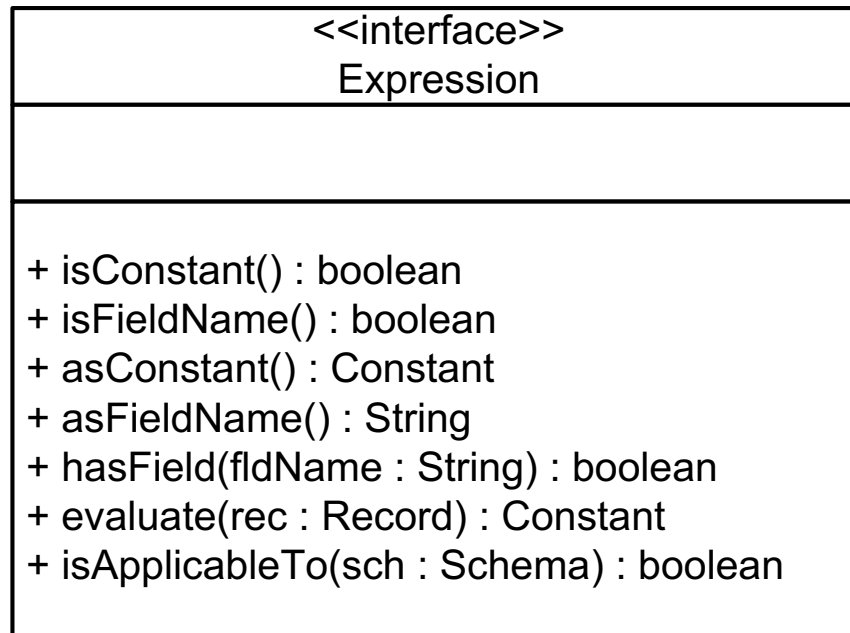 <<interface>>
Expression
+ isConstant() : boolean
+ isFieldName() : boolean
+ asConstant() : Constant
+ asFieldName() : String
+ hasField(fldName : String) : boolean
+ evaluate(rec : Record) : Constant
+ isApplicableTo(sch : Schema) : boolean